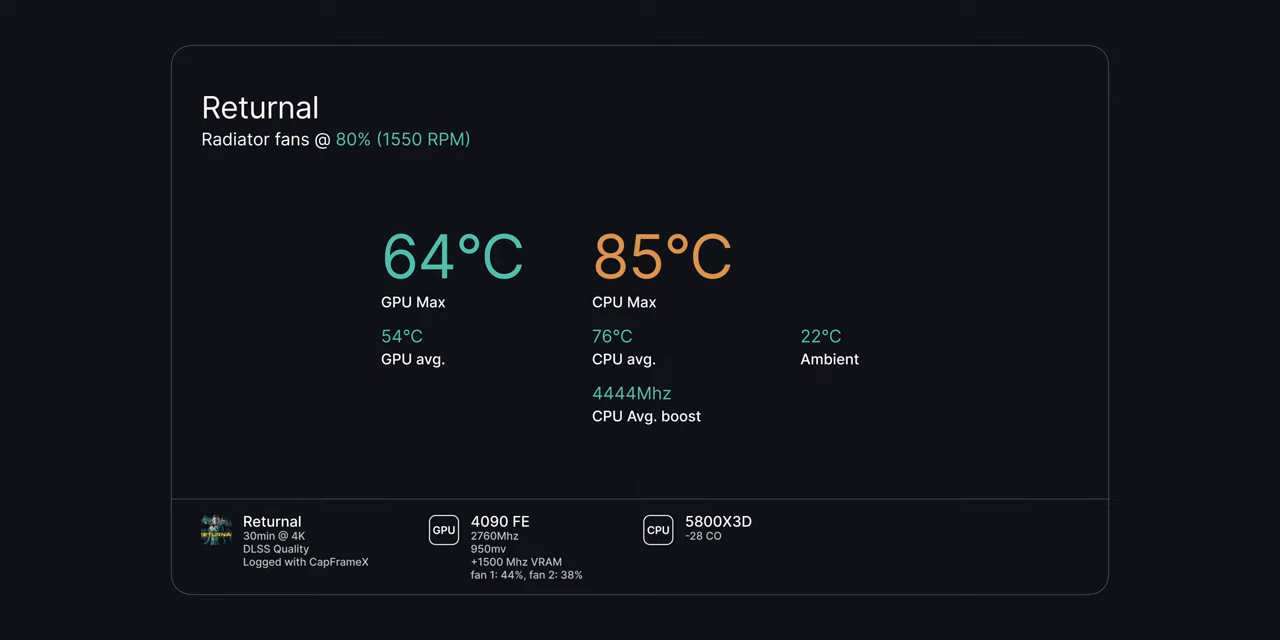 Returnal
Radiator fans @ 80% (1550 RPM)
64°C
GPU Max
85°C
CPU Max
54°C
GPU avg.
76°C
CPU avg.
22°C
Ambient
4444Mhz
CPU Avg. boost
RETURNAL
Returnal
30min @ 4K
DLSS Quality
Logged with CapFrameX
GPU
4090 FE
2760Mhz
950mv
+1500 Mhz VRAM
fan 1: 44%, fan 2: 38%
CPU
5800X3D
-28 CO